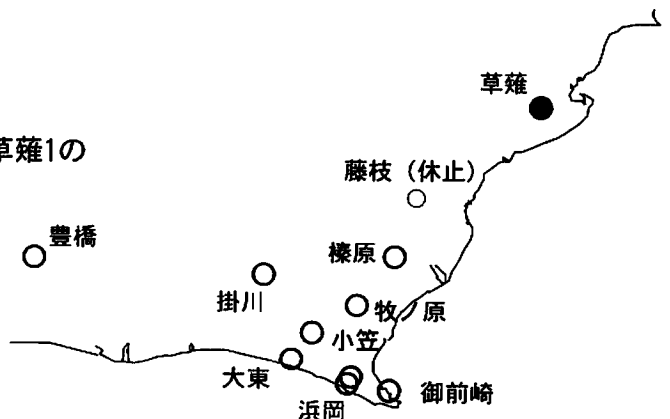 草薙
草薙1の
藤枝（休止）
豊橋
榛原
掛川
牧ノ原
小笠
大東
御前崎
浜岡